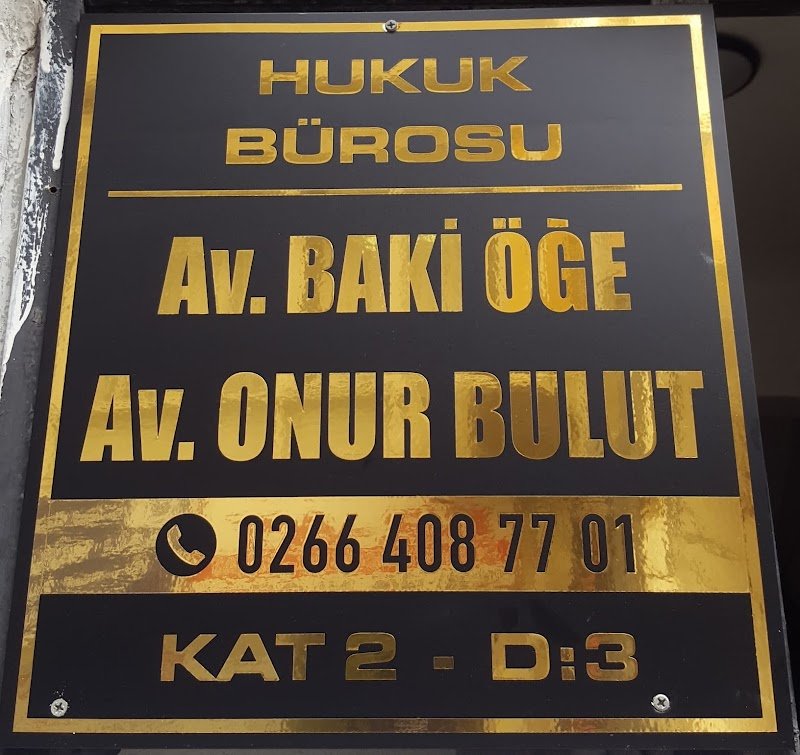 HUKUK
BÜROSU
Av. BAKİ ÖĞE
Av. ONUR BULUT
0266 408 77 01
KAT 2 - D:3